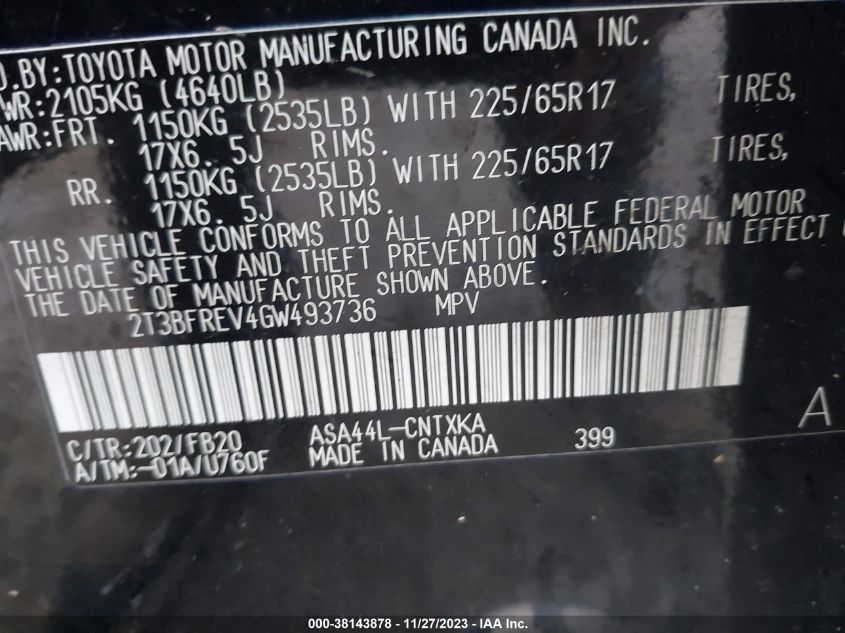 D.BY:TOYOTA MOTOR MANUFACTURING CANADA INC.
WR:2105KG (4640LB)
AWR:FRT. 1150KG (2535LB) WITH 225/65R17 TIRES,
17X6. 5J RIMS.
RR. 1150KG (2535LB) WITH 225/65R17 TIRES,
17X6. 5J RIMS.
THIS VEHICLE CONFORMS TO ALL APPLICABLE FEDERAL MOTOR
VEHICLE SAFETY AND THEFT PREVENTION STANDARDS IN EFFECT
THE DATE OF MANUFACTURE SHOWN ABOVE.
2T3BFREV4GW493736 MPV
A
C/TR:202/FB20 ASA44L-CNTXKA 399
A/TM:-01A/U760F MADE IN CANADA
000-38143878 - 11/27/2023 - IAA Inc.